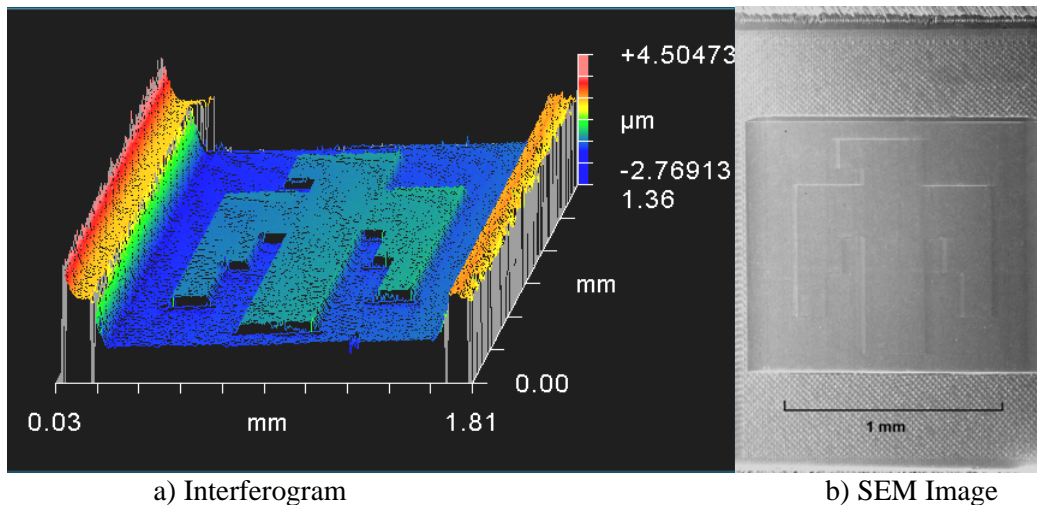 +4.50473
µm
-2.76913
1.36
mm
0.00
0.03 mm 1.81
1 mm
a) Interferogram
b) SEM Image